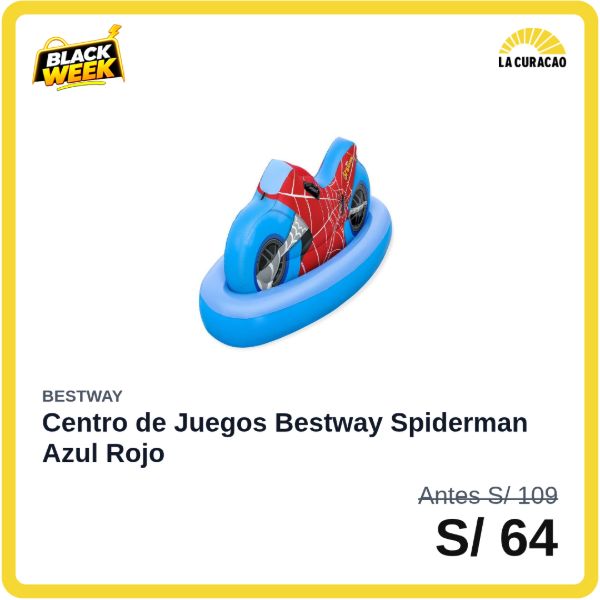 BLACK
WEEK
LA CURACAO
BESTWAY
Centro de Juegos Bestway Spiderman
Azul Rojo
Antes S/ 109
S/ 64